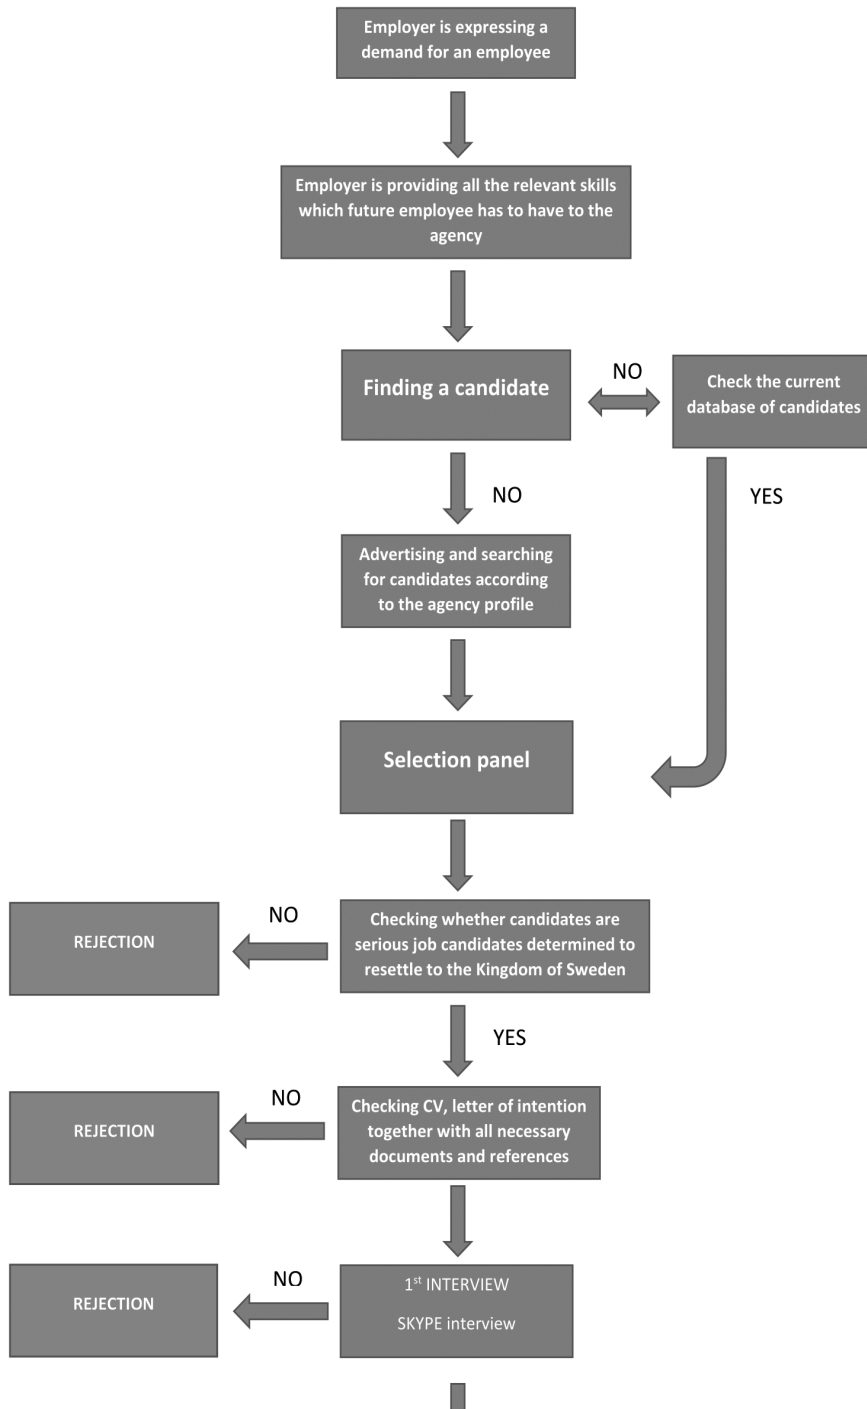 Employer is expressing a
demand for an employee
Employer is providing all the relevant skills
which future employee has to have to the
agency
Finding a candidate
NO
Check the current
database of candidates
NO
YES
Advertising and searching
for candidates according
to the agency profile
Selection panel
REJECTION
NO
Checking whether candidates are
serious job candidates determined to
resettle to the Kingdom of Sweden
YES
REJECTION
NO
Checking CV, letter of intention
together with all necessary
documents and references
REJECTION
NO
1st INTERVIEW
SKYPE interview